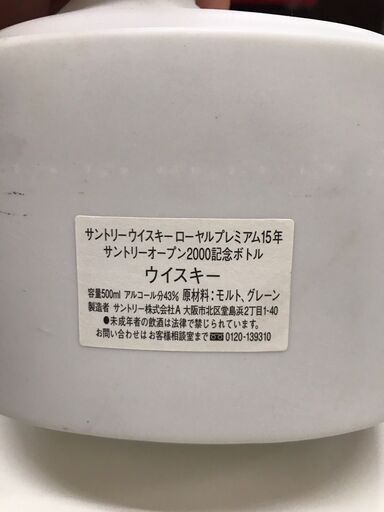 サントリーウイスキーローヤルプレミアム15年
サントリーオープン2000記念ボトル
ウイスキー
容量500ml アルコール分43% 原材料:モルト、グレーン
製造者 サントリー株式会社A 大阪市北区堂島浜2丁目1-40
●未成年者の飲酒は法律で禁じられています。
お問い合わせはお客様相談室まで☎0120-139310